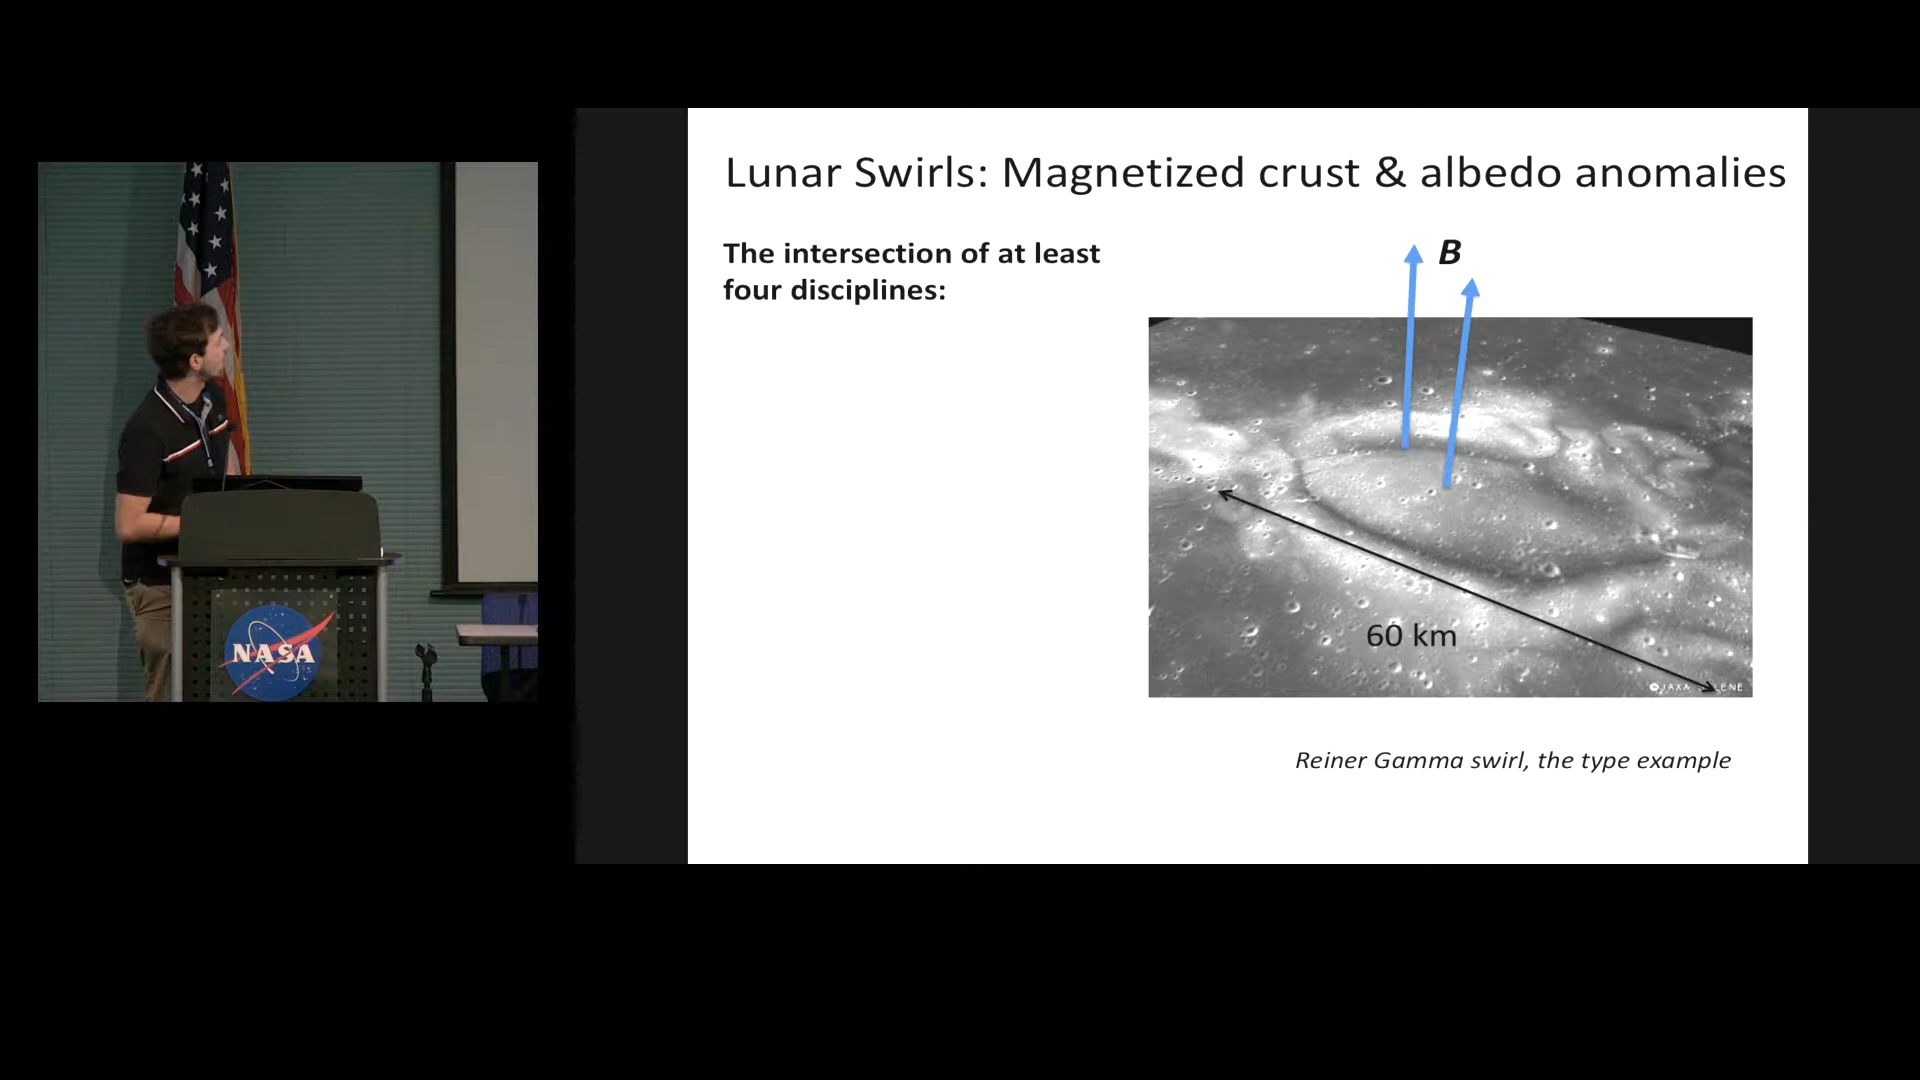 Lunar Swirls: Magnetized crust & albedo anomalies
The intersection of at least
four disciplines:
B
60 km
Reiner Gamma swirl, the type example
NASA